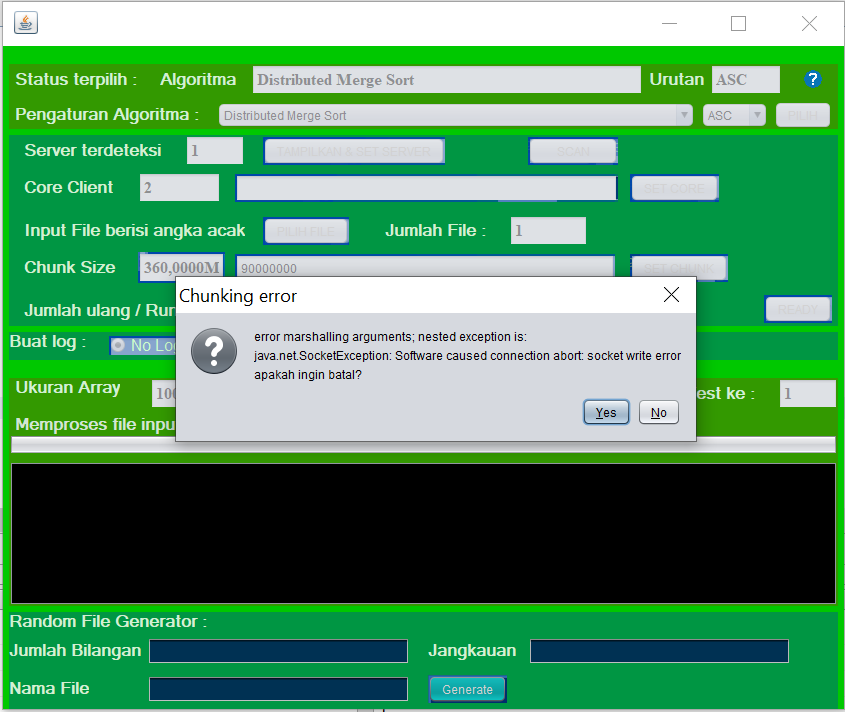 Status terpilih : Algoritma Distributed Merge Sort Urutan ASC ?
Pengaturan Algoritma : Distributed Merge Sort ASC PILIH
Server terdeteksi 1 TAMPILKAN & SET SERVER SCAN
Core Client 2 SET CORE
Input File berisi angka acak PILIH FILE Jumlah File : 1
Chunk Size 360,0000M 90000000 SET CHUNK
Jumlah ulang / Run READY
Buat log : No Log
Ukuran Array 100 est ke : 1
Memproses file inpu
Chunking error
error marshalling arguments; nested exception is:
java.net.SocketException: Software caused connection abort: socket write error
apakah ingin batal?
Yes No
Random File Generator :
Jumlah Bilangan Jangkauan
Nama File Generate